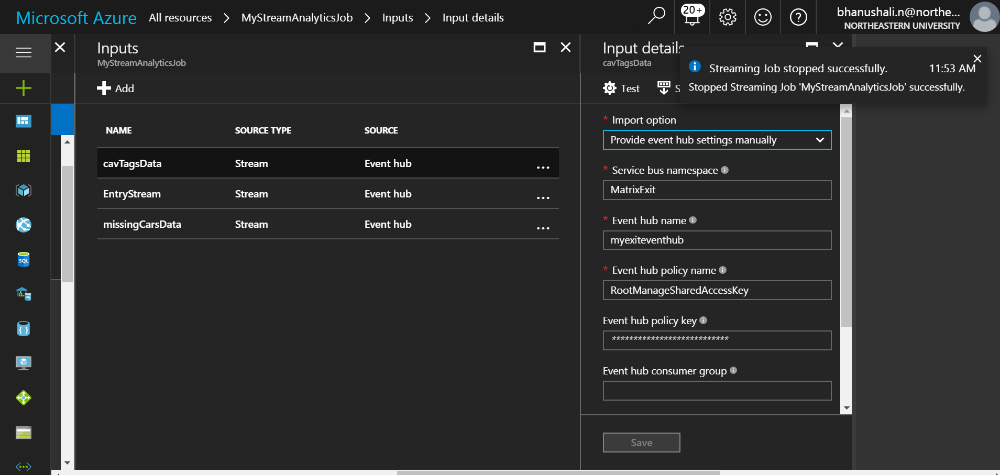 Microsoft Azure All resources > MyStreamAnalyticsJob > Inputs > Input details
20+
bhanushali.n@northe...
NORTHEASTERN UNIVERSITY
Inputs
MyStreamAnalyticsJob
Add
NAME SOURCE TYPE SOURCE
cavTagsData Stream Event hub ...
EntryStream Stream Event hub ...
missingCarsData Stream Event hub ...
Input details
cavTagsData
Test S
Streaming Job stopped successfully. 11:53 AM
Stopped Streaming Job 'MyStreamAnalyticsJob' successfully.
* Import option
Provide event hub settings manually
* Service bus namespace
MatrixExit
* Event hub name
myexiteventhub
* Event hub policy name
RootManageSharedAccessKey
Event hub policy key
***************************
Event hub consumer group
Save
SQL
SQL